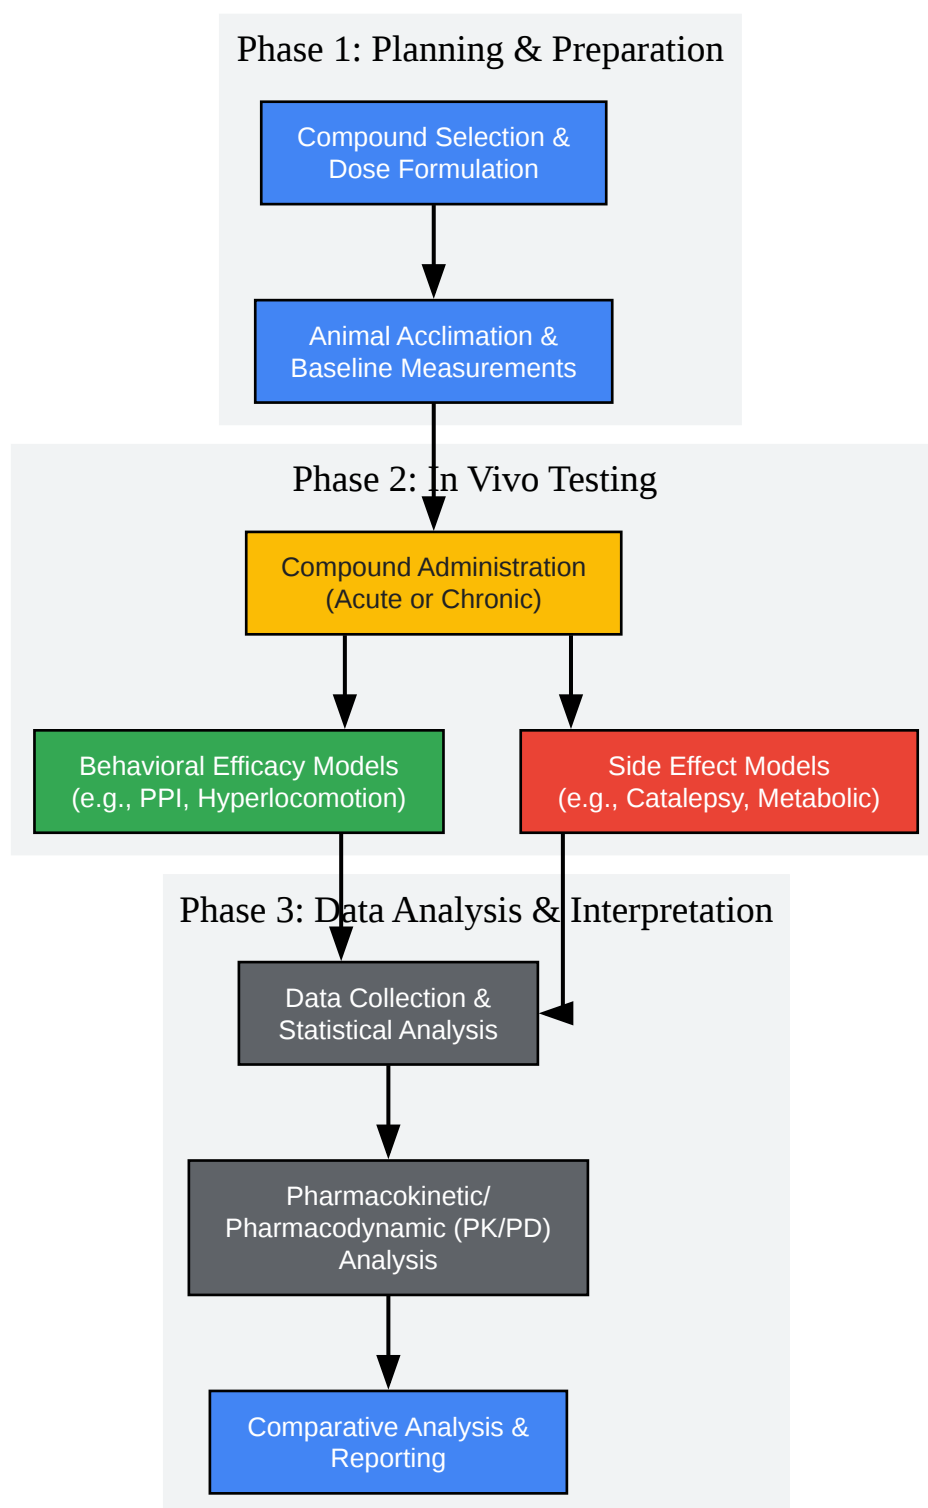 Phase 1: Planning & Preparation
Compound Selection &
Dose Formulation
Animal Acclimation &
Baseline Measurements
Phase 2: In Vivo Testing
Compound Administration
(Acute or Chronic)
Behavioral Efficacy Models
(e.g., PPI, Hyperlocomotion)
Side Effect Models
(e.g., Catalepsy, Metabolic)
Phase 3: Data Analysis & Interpretation
Data Collection &
Statistical Analysis
Pharmacokinetic/
Pharmacodynamic (PK/PD)
Analysis
Comparative Analysis &
Reporting